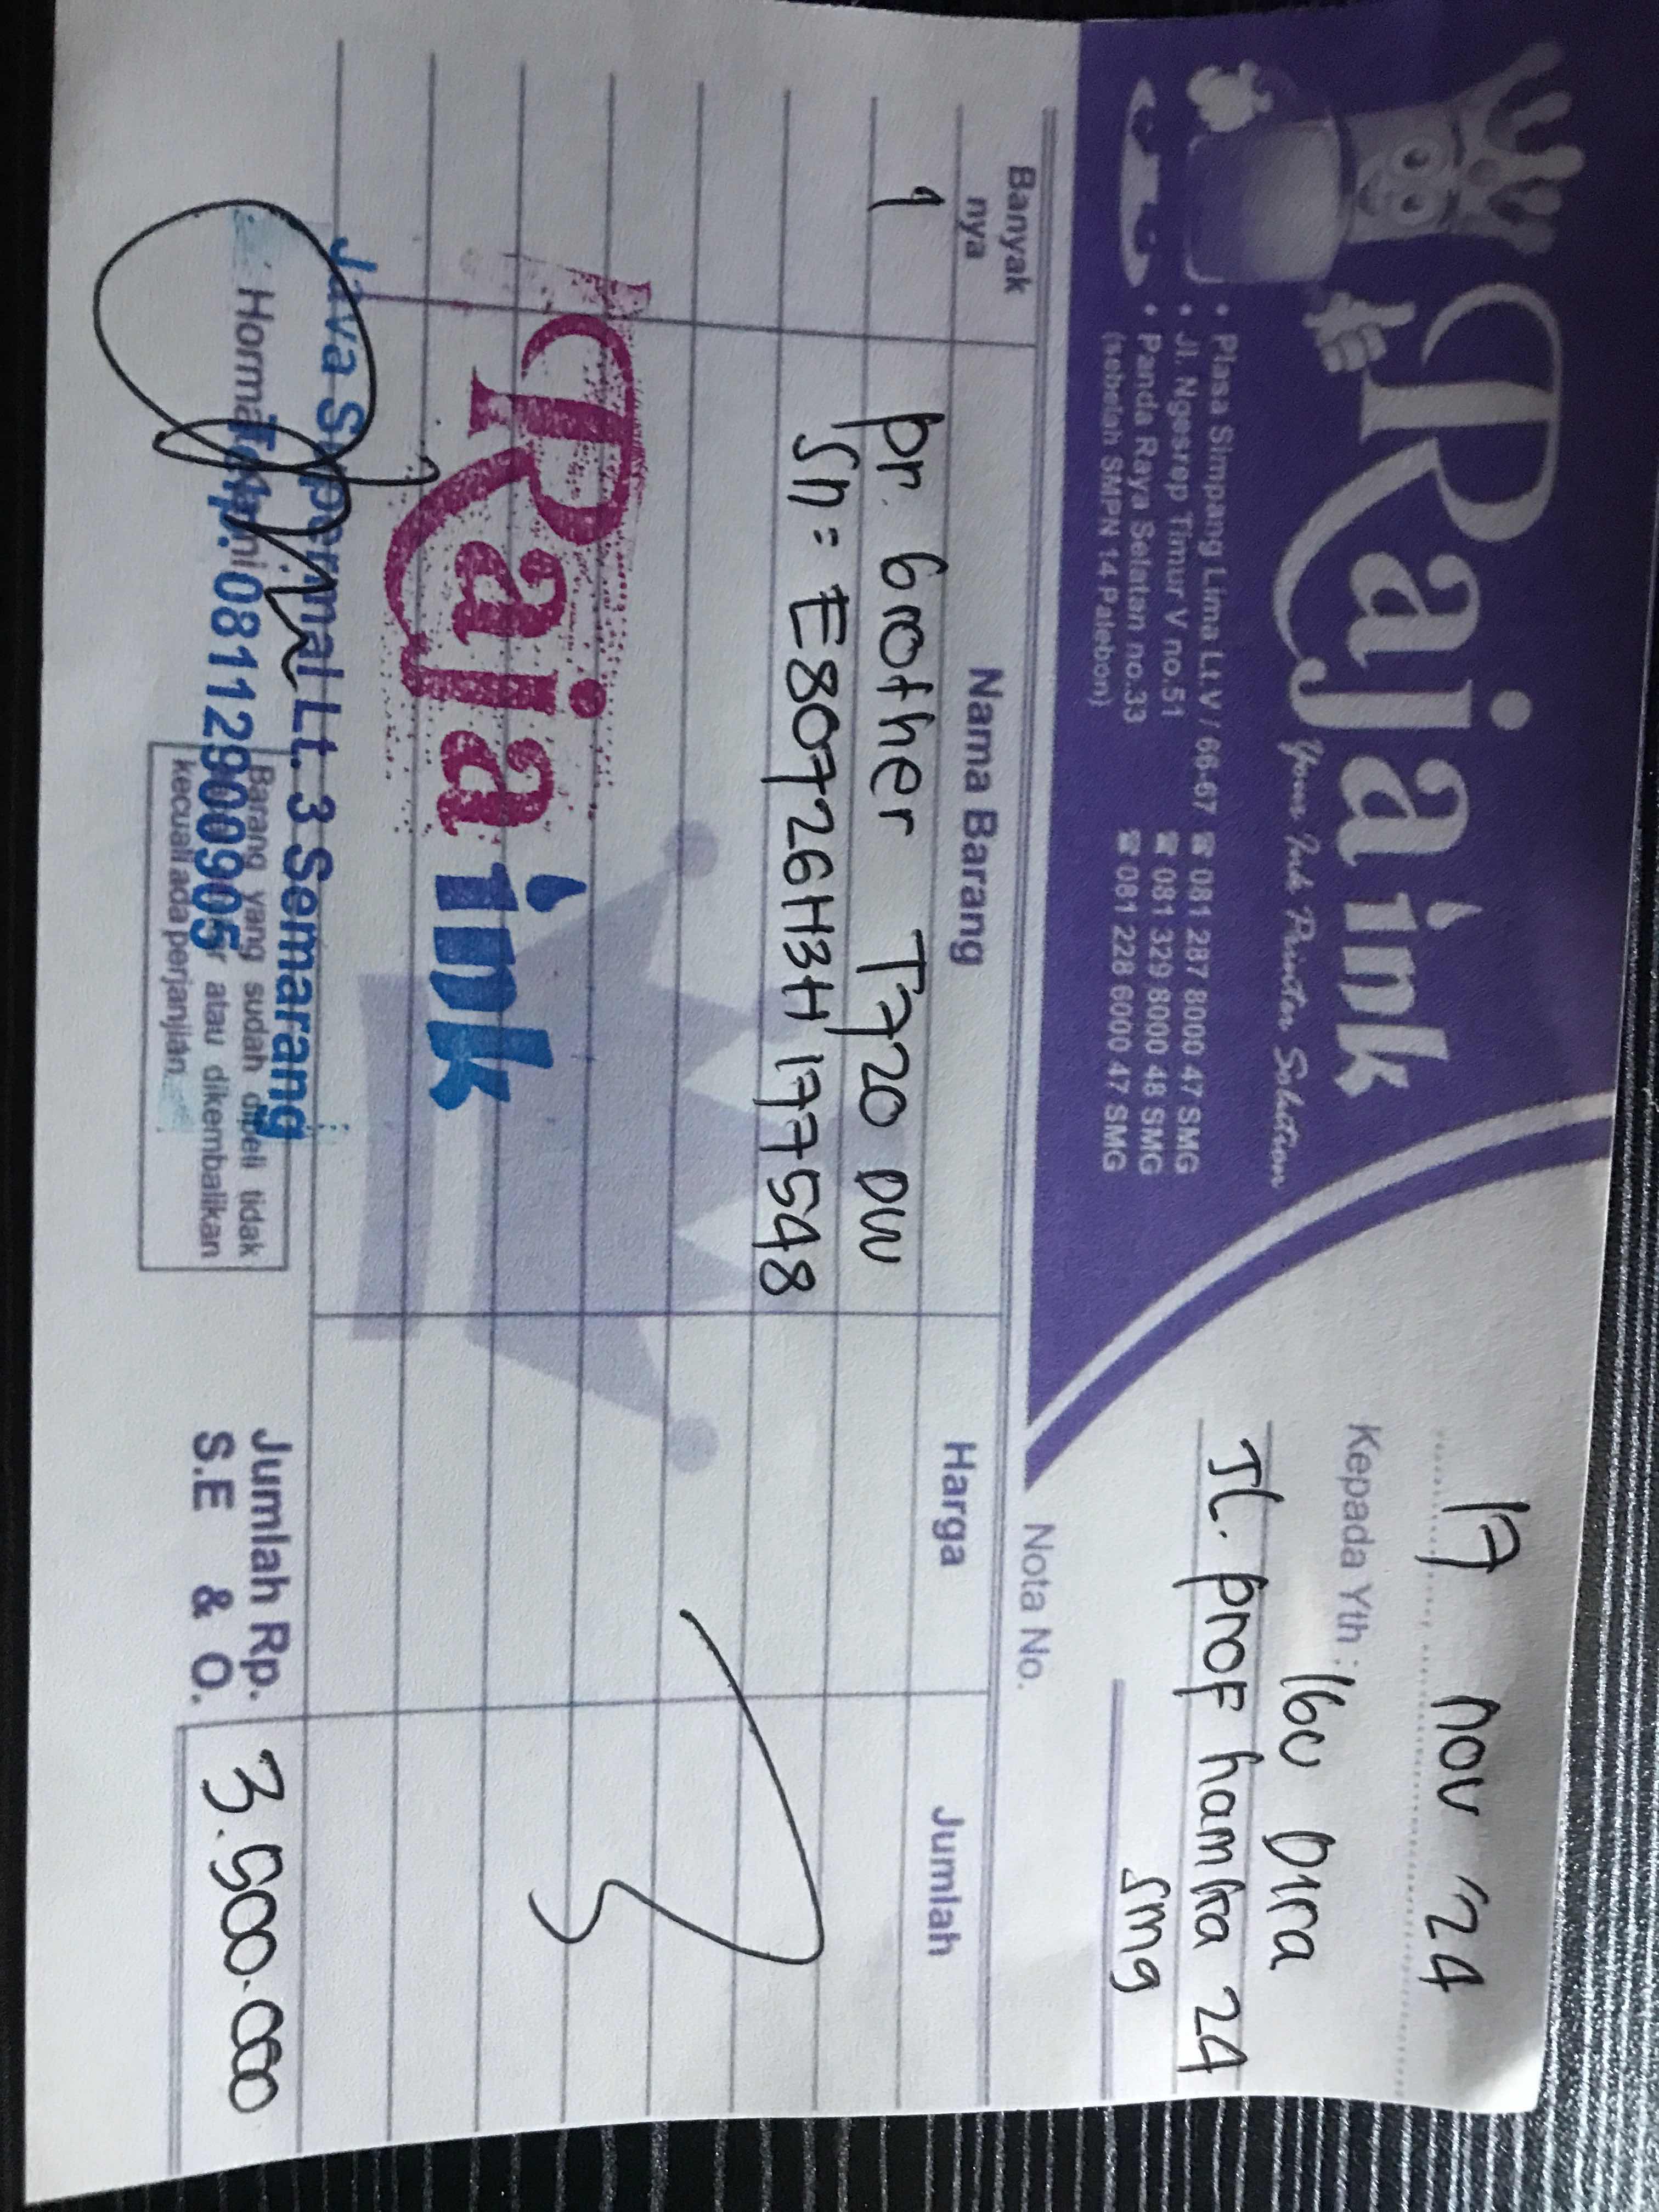 Raja ink
Your Ink Printer Solution
• Plasa Simpang Lima Lt.V / 66-67 ☎ 081 287 8000 47 SMG
• Jl. Ngesrep Timur V no.51 ☎ 081 329 8000 48 SMG
• Panda Raya Selatan no.33 ☎ 081 228 6000 47 SMG
(sebelah SMPN 14 Palebon)
17 nov "24
Kepada Yth : Ibu Dira
JL. Prof hamka 24
smg
Nota No.
Banyak nya Nama Barang Harga Jumlah
1 pr. brother T720 DW
sn = E80726H3H177548
Raja ink
Java Supermal Lt. 3 Semarang
Telp. 081129009005
Hormat Kami
Barang yang sudah dibeli tidak
atau dikembalikan
kecuali ada perjanjian
Jumlah Rp. 3.900.000
S.E & O.